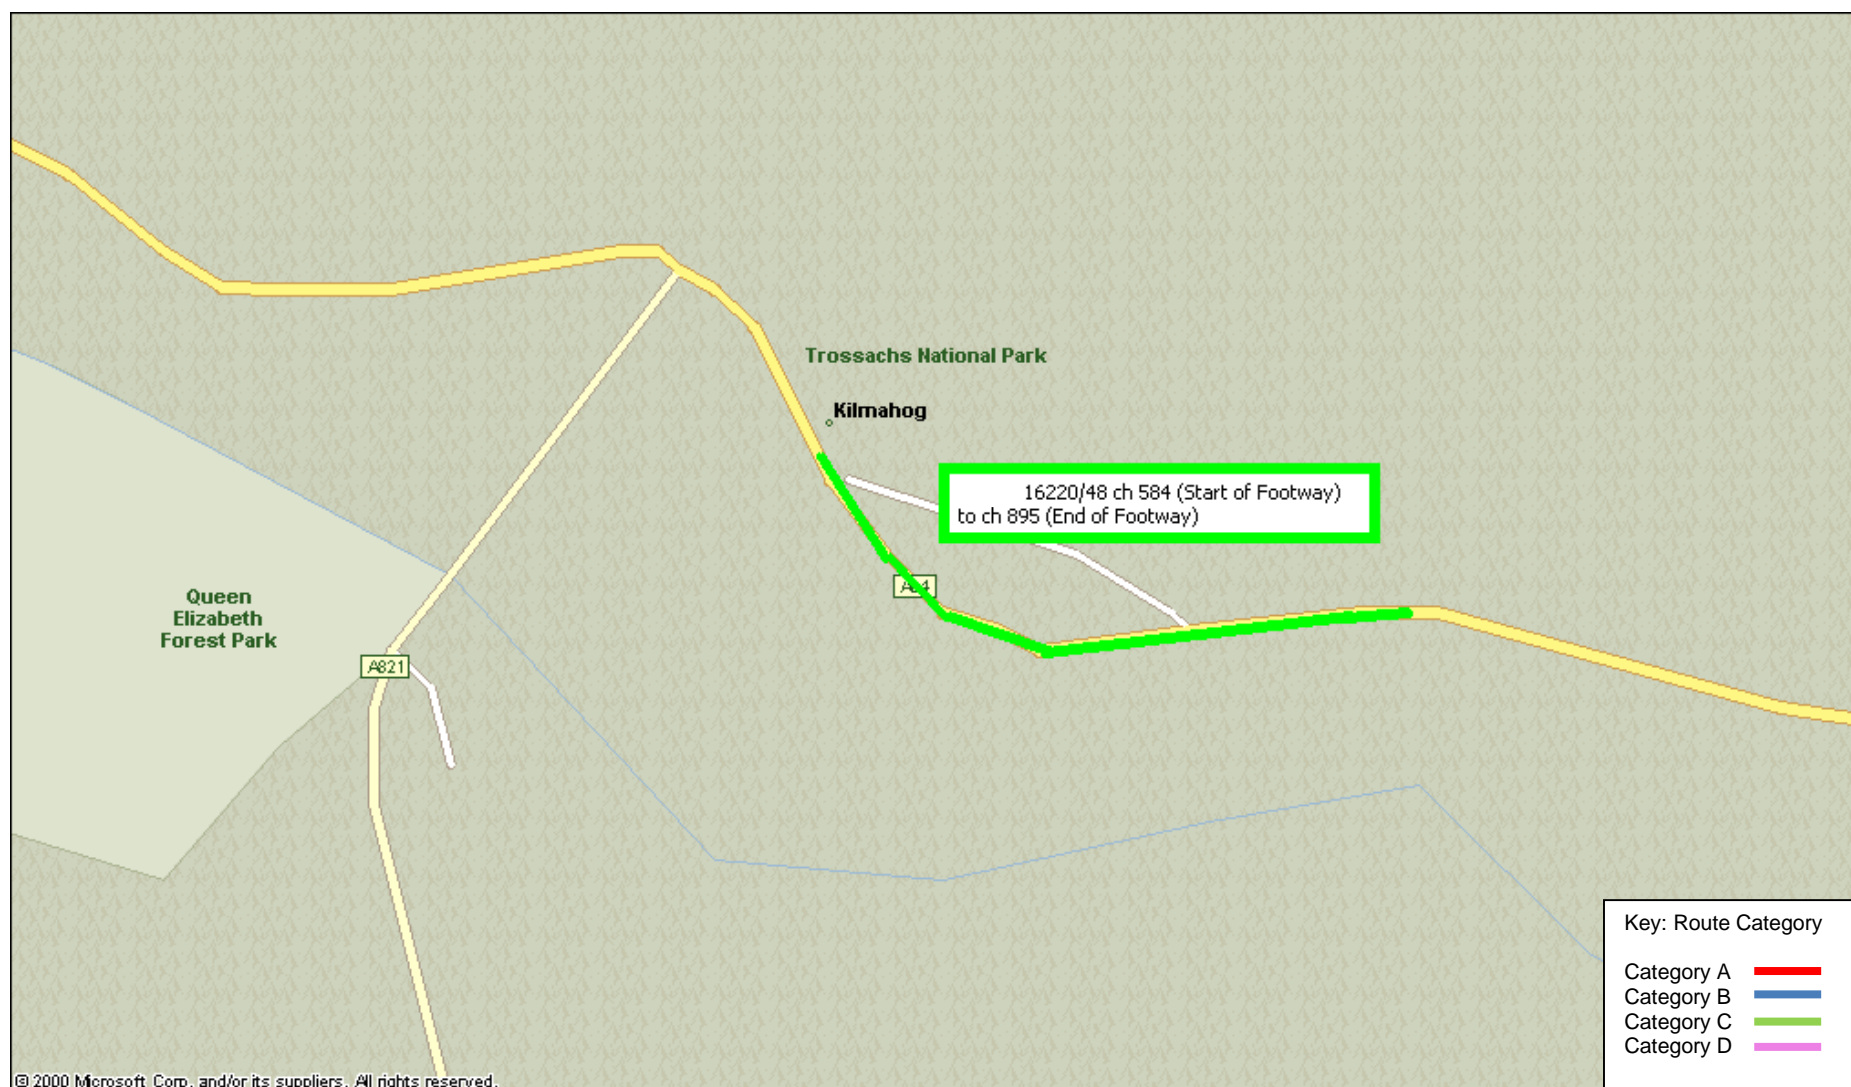 Trossachs National Park
Kilmahog
16220/48 ch 584 (Start of Footway)
to ch 895 (End of Footway)
A84
Queen
Elizabeth
Forest Park
A821
Key: Route Category
Category A
Category B
Category C
Category D
© 2000 Microsoft Corp. and/or its suppliers. All rights reserved.